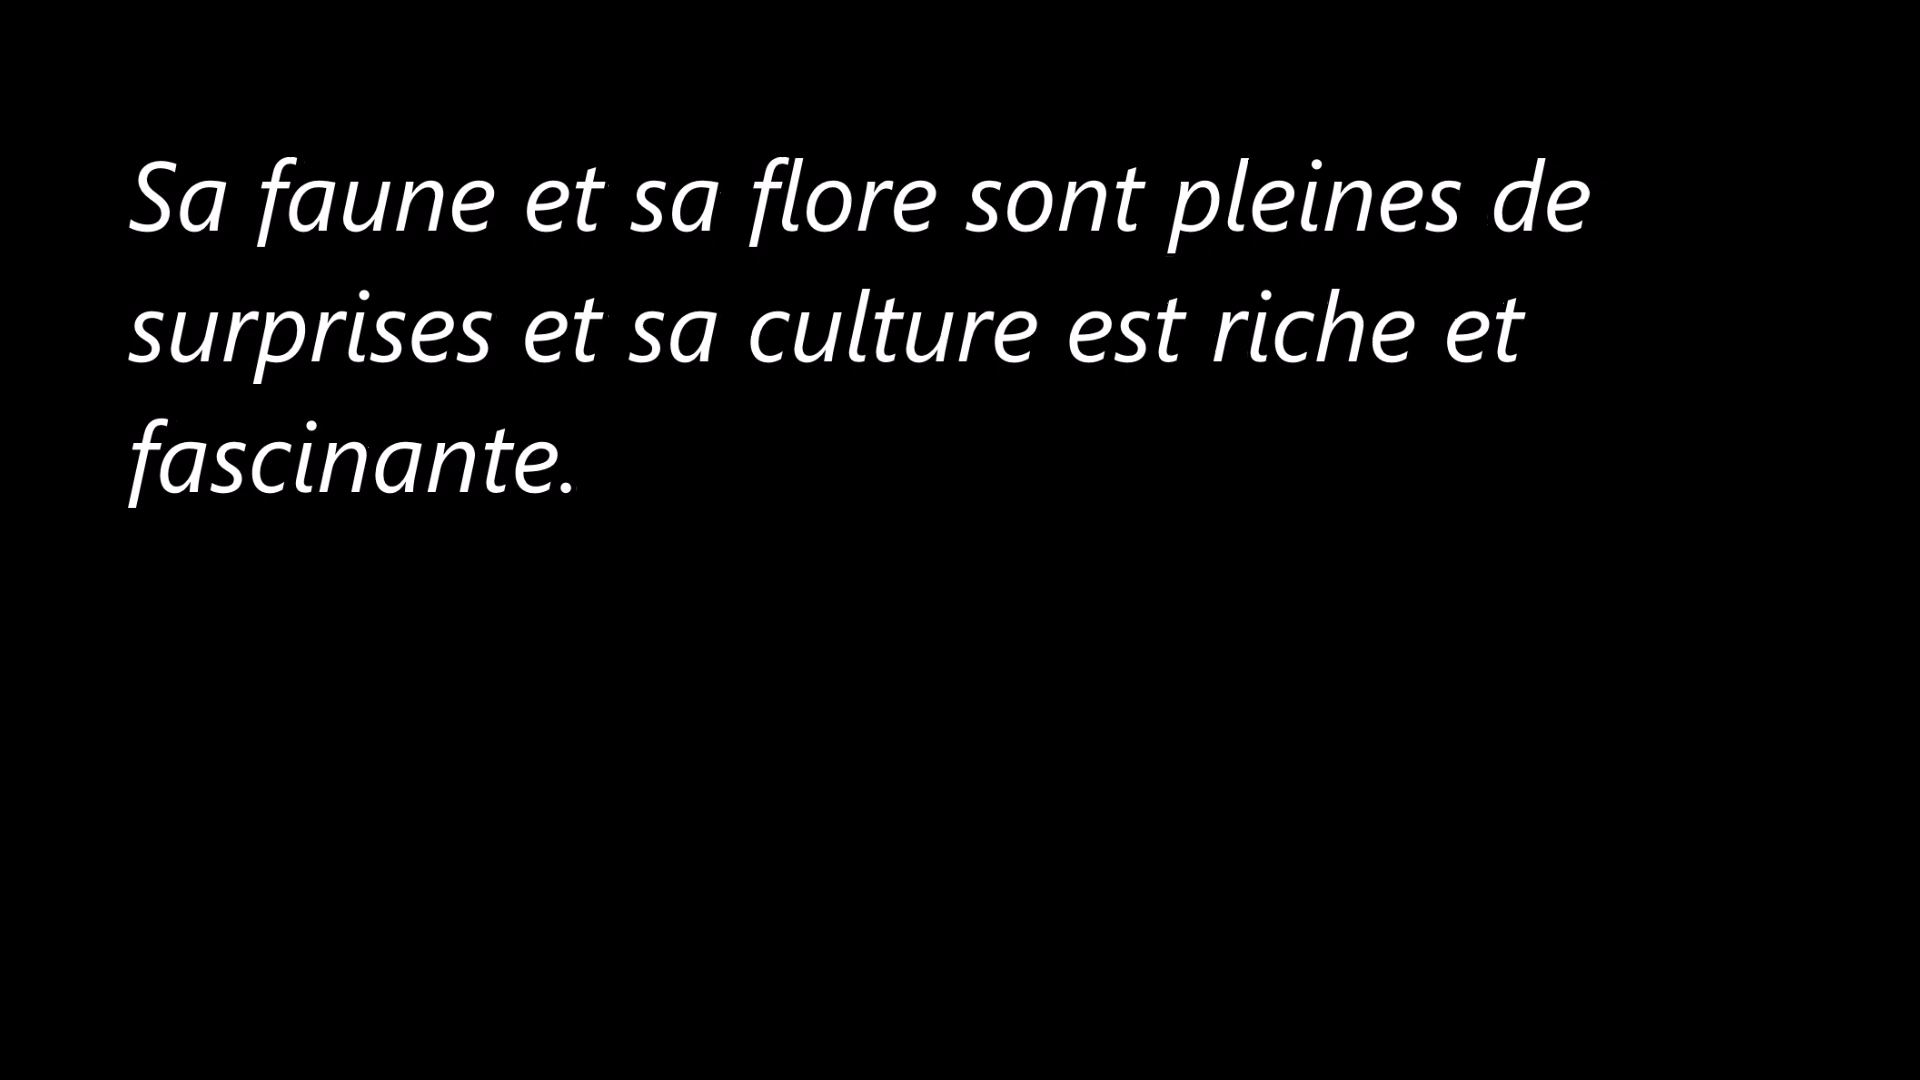 Sa faune et sa flore sont pleines de
surprises et sa culture est riche et
fascinante.